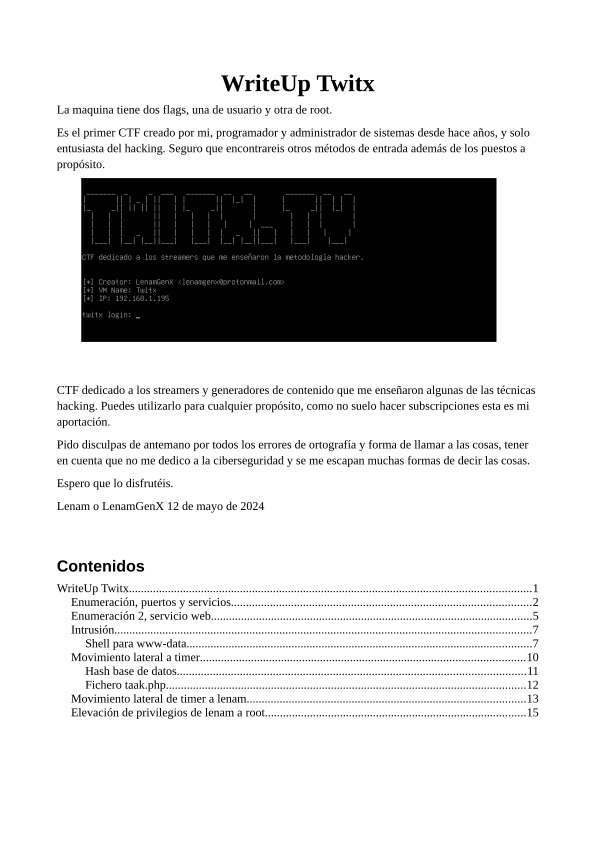 WriteUp Twitx
La maquina tiene dos flags, una de usuario y otra de root.
Es el primer CTF creado por mi, programador y administrador de sistemas desde hace años, y solo
entusiasta del hacking. Seguro que encontrareis otros métodos de entrada además de los puestos a
propósito.
CTF dedicado a los streamers que me enseñaron la metodología hacker.
[*] Creator: LenamGenX <lenamgenx@protonmail.com>
[*] VM Name: Twitx
[*] IP: 192.168.1.195
twitx login: _
CTF dedicado a los streamers y generadores de contenido que me enseñaron algunas de las técnicas
hacking. Puedes utilizarlo para cualquier propósito, como no suelo hacer subscripciones esta es mi
aportación.
Pido disculpas de antemano por todos los errores de ortografía y forma de llamar a las cosas, tener
en cuenta que no me dedico a la ciberseguridad y se me escapan muchas formas de decir las cosas.
Espero que lo disfrutéis.
Lenam o LenamGenX 12 de mayo de 2024
Contenidos
WriteUp Twitx 1
Enumeración, puertos y servicios 2
Enumeración 2, servicio web 5
Intrusión 7
Shell para www-data 7
Movimiento lateral a timer 10
Hash base de datos 11
Fichero taak.php 12
Movimiento lateral de timer a lenam 13
Elevación de privilegios de lenam a root 15